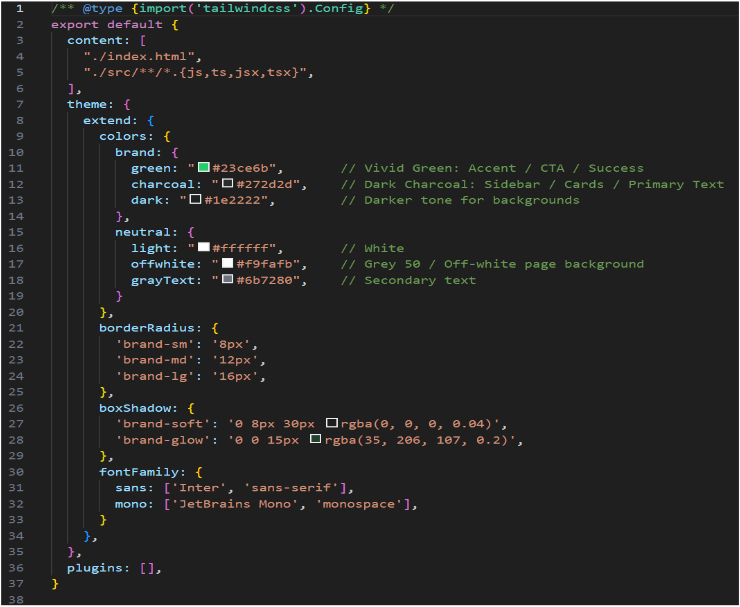 1 /** @type {import('tailwindcss').Config} */
2 export default {
3 content: [
4 "./index.html",
5 "./src/**/*.{js,ts,jsx,tsx}",
6 ],
7 theme: {
8 extend: {
9 colors: {
10 brand: {
11 green: "#23ce6b", // Vivid Green: Accent / CTA / Success
12 charcoal: "#272d2d", // Dark Charcoal: Sidebar / Cards / Primary Text
13 dark: "#1e2222", // Darker tone for backgrounds
14 },
15 neutral: {
16 light: "#ffffff", // White
17 offwhite: "#f9fafb", // Grey 50 / Off-white page background
18 grayText: "#6b7280", // Secondary text
19 }
20 },
21 borderRadius: {
22 'brand-sm': '8px',
23 'brand-md': '12px',
24 'brand-lg': '16px',
25 },
26 boxShadow: {
27 'brand-soft': '0 8px 30px rgba(0, 0, 0, 0.04)',
28 'brand-glow': '0 0 15px rgba(35, 206, 107, 0.2)',
29 },
30 fontFamily: {
31 sans: ['Inter', 'sans-serif'],
32 mono: ['JetBrains Mono', 'monospace'],
33 }
34 },
35 },
36 plugins: [],
37 }
38